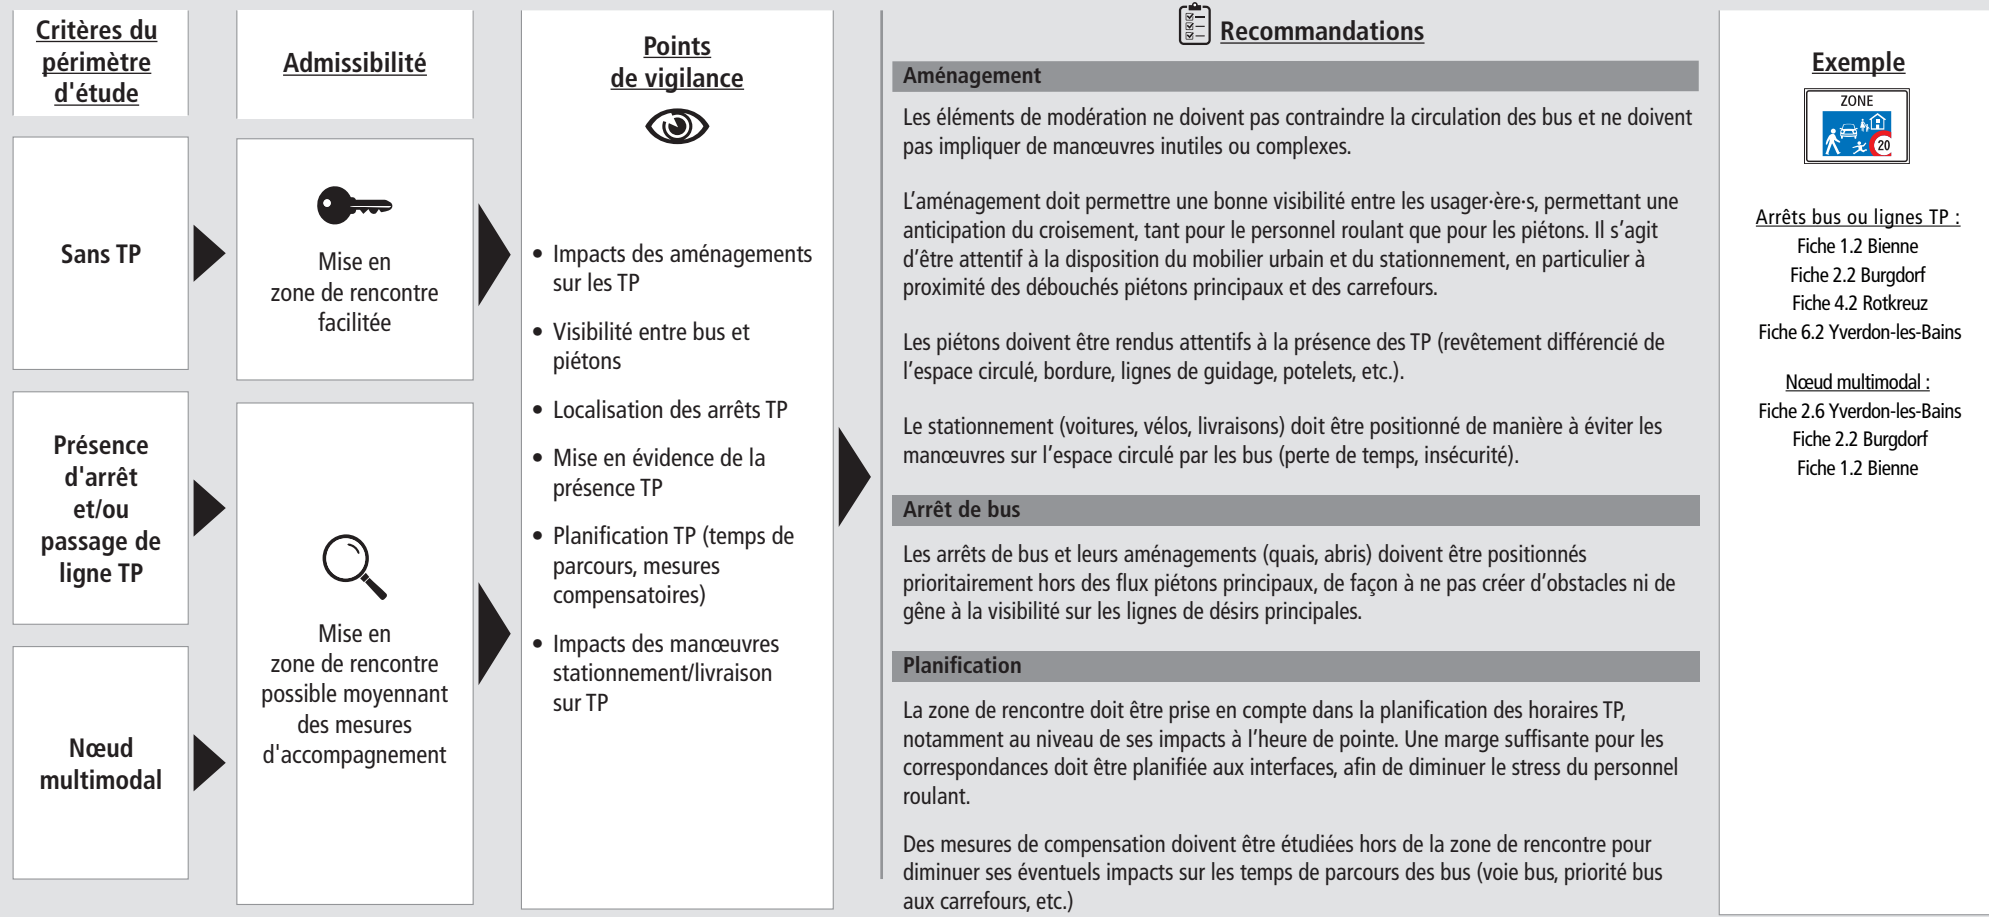 Critères du
périmètre
d'étude
Sans TP
Présence
d'arrêt
et/ou
passage de
ligne TP
Nœud
multimodal
Admissibilité
Mise en
zone de rencontre
facilitée
Mise en
zone de rencontre
possible moyennant
des mesures
d'accompagnement
Points
de vigilance
• Impacts des aménagements
sur les TP
• Visibilité entre bus et
piétons
• Localisation des arrêts TP
• Mise en évidence de la
présence TP
• Planification TP (temps de
parcours, mesures
compensatoires)
• Impacts des manœuvres
stationnement/livraison
sur TP
Recommandations
Aménagement
Les éléments de modération ne doivent pas contraindre la circulation des bus et ne doivent
pas impliquer de manœuvres inutiles ou complexes.
L’aménagement doit permettre une bonne visibilité entre les usager·ère·s, permettant une
anticipation du croisement, tant pour le personnel roulant que pour les piétons. Il s’agit
d’être attentif à la disposition du mobilier urbain et du stationnement, en particulier à
proximité des débouchés piétons principaux et des carrefours.
Les piétons doivent être rendus attentifs à la présence des TP (revêtement différencié de
l’espace circulé, bordure, lignes de guidage, potelets, etc.).
Le stationnement (voitures, vélos, livraisons) doit être positionné de manière à éviter les
manœuvres sur l’espace circulé par les bus (perte de temps, insécurité).
Arrêt de bus
Les arrêts de bus et leurs aménagements (quais, abris) doivent être positionnés
prioritairement hors des flux piétons principaux, de façon à ne pas créer d’obstacles ni de
gêne à la visibilité sur les lignes de désirs principales.
Planification
La zone de rencontre doit être prise en compte dans la planification des horaires TP,
notamment au niveau de ses impacts à l’heure de pointe. Une marge suffisante pour les
correspondances doit être planifiée aux interfaces, afin de diminuer le stress du personnel
roulant.
Des mesures de compensation doivent être étudiées hors de la zone de rencontre pour
diminuer ses éventuels impacts sur les temps de parcours des bus (voie bus, priorité bus
aux carrefours, etc.)
Exemple
ZONE
20
Arrêts bus ou lignes TP :
Fiche 1.2 Bienne
Fiche 2.2 Burgdorf
Fiche 4.2 Rotkreuz
Fiche 6.2 Yverdon-les-Bains
Nœud multimodal :
Fiche 2.6 Yverdon-les-Bains
Fiche 2.2 Burgdorf
Fiche 1.2 Bienne